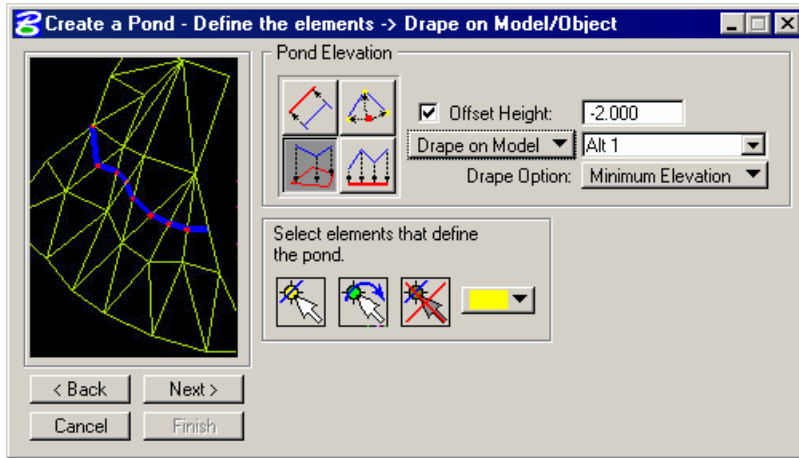 Create a Pond - Define the elements -> Drape on Model/Object
Pond Elevation
Offset Height: -2.000
Drape on Model Alt 1
Drape Option: Minimum Elevation
Select elements that define
the pond.
< Back Next >
Cancel Finish